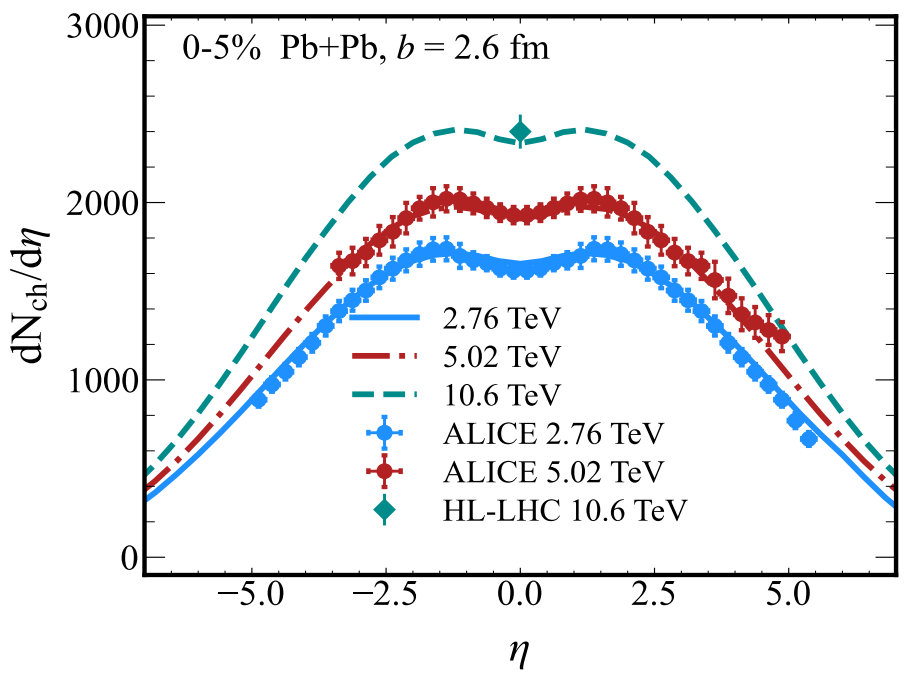 3000
0-5% Pb+Pb, b = 2.6 fm
2000
dN_ch/dη
2.76 TeV
5.02 TeV
1000
10.6 TeV
ALICE 2.76 TeV
ALICE 5.02 TeV
HL-LHC 10.6 TeV
0
−5.0 −2.5 0.0 2.5 5.0
η